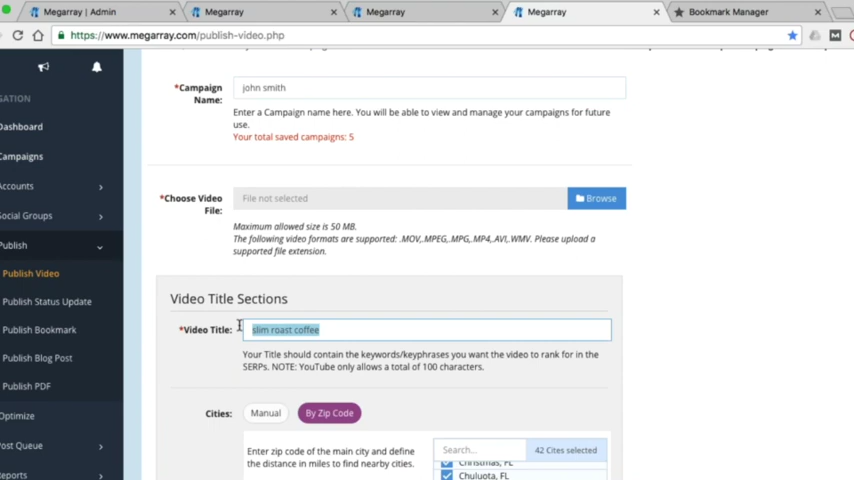 Megarray | Admin
Megarray
Megarray
Megarray
Bookmark Manager
https://www.megarray.com/publish-video.php
GATION
Dashboard
Campaigns
Accounts
Social Groups
Publish
Publish Video
Publish Status Update
Publish Bookmark
Publish Blog Post
Publish PDF
Optimize
Post Queue
Reports
*Campaign
Name:
john smith
Enter a Campaign name here. You will be able to view and manage your campaigns for future
use.
Your total saved campaigns: 5
*Choose Video
File:
File not selected
Browse
Maximum allowed size is 50 MB.
The following video formats are supported: .MOV,.MPEG,.MPG,.MP4,.AVI,.WMV. Please upload a
supported file extension.
Video Title Sections
*Video Title:
slim roast coffee
Your Title should contain the keywords/keyphrases you want the video to rank for in the
SERPs. NOTE: YouTube only allows a total of 100 characters.
Cities:
Manual
By Zip Code
Enter zip code of the main city and define
the distance in miles to find nearby cities.
Search...
42 Cites selected
Christmas, FL
Chuluota, FL